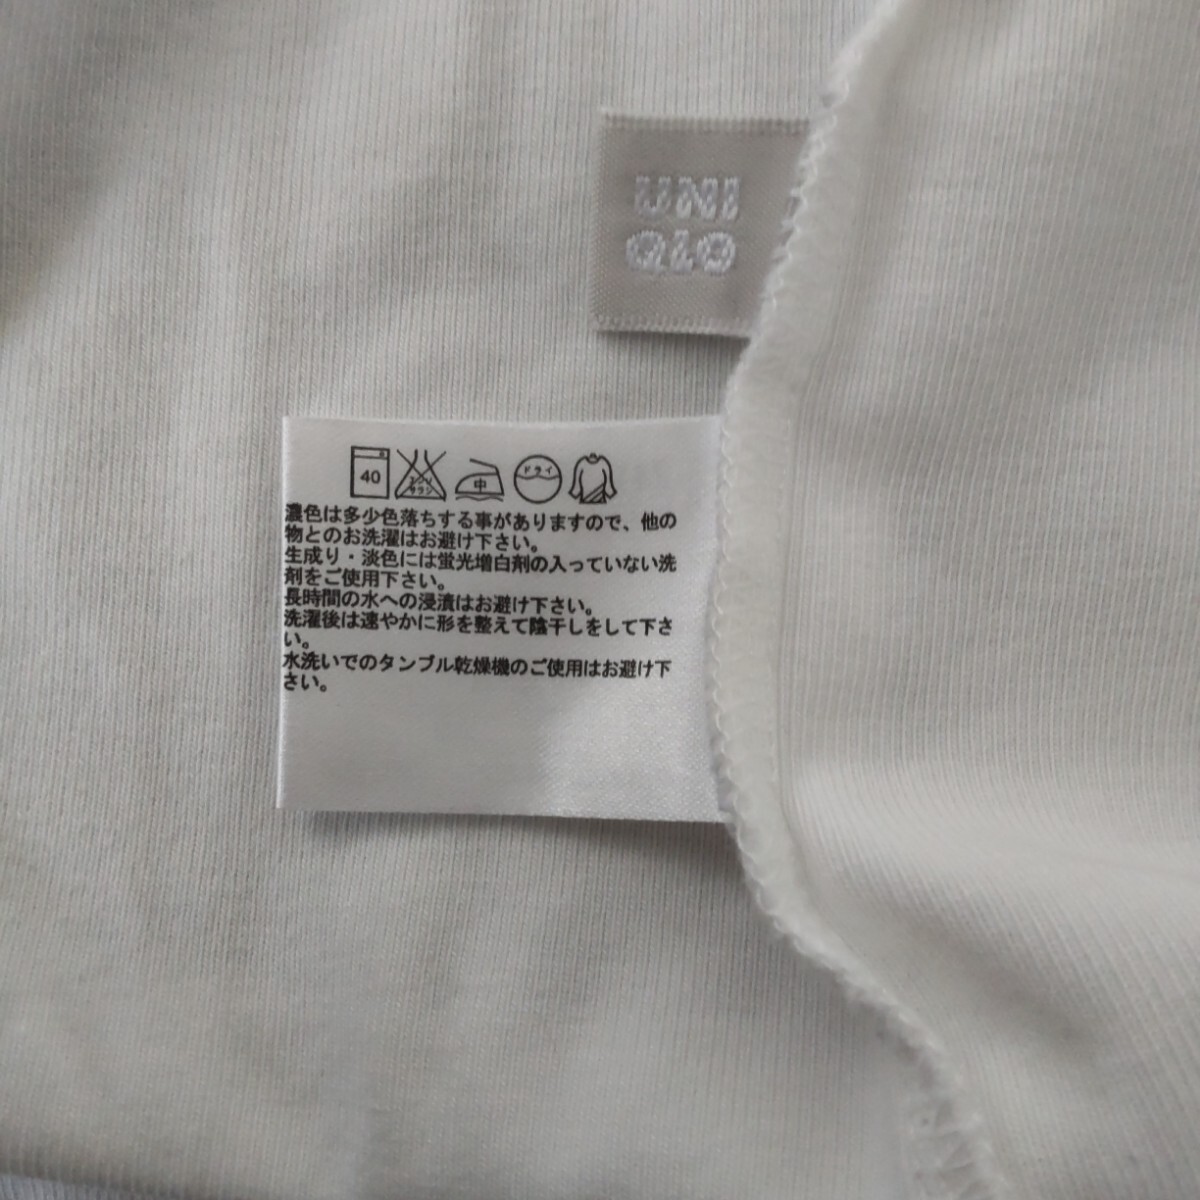 UNI
QLO
40 エンソ サラシ 中 ドライ
濃色は多少色落ちする事がありますので、他の
物とのお洗濯はお避け下さい。
生成り・淡色には蛍光増白剤の入っていない洗
剤をご使用下さい。
長時間の水への浸漬はお避け下さい。
洗濯後は速やかに形を整えて陰干しをして下さ
い。
水洗いでのタンブル乾燥機のご使用はお避け下
さい。